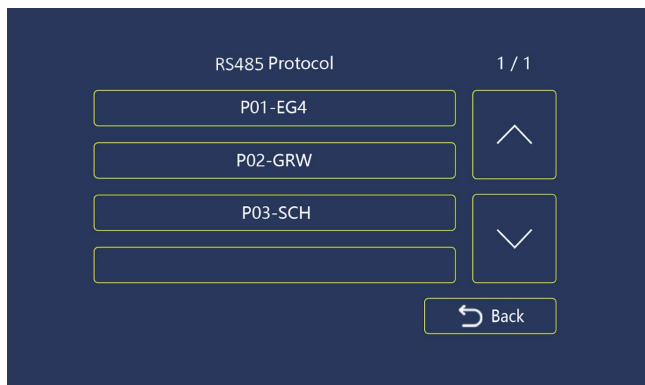 RS485 Protocol 1 / 1
P01-EG4
P02-GRW
P03-SCH
Back